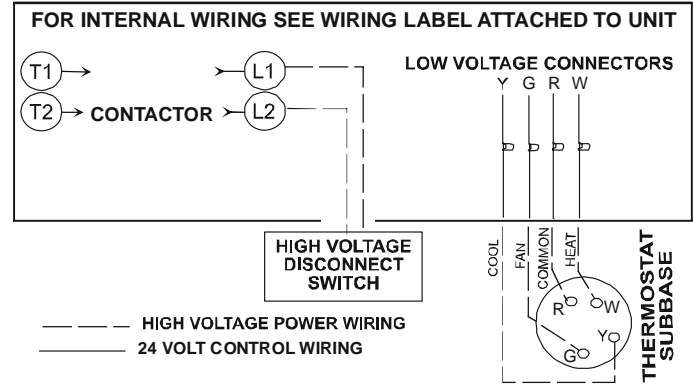 FOR INTERNAL WIRING SEE WIRING LABEL ATTACHED TO UNIT
T1
L1
T2
CONTACTOR
L2
LOW VOLTAGE CONNECTORS
Y G R W
HIGH VOLTAGE
DISCONNECT
SWITCH
COOL
FAN
COMMON
HEAT
R
W
Y
G
THERMOSTAT
SUBBASE
HIGH VOLTAGE POWER WIRING
24 VOLT CONTROL WIRING